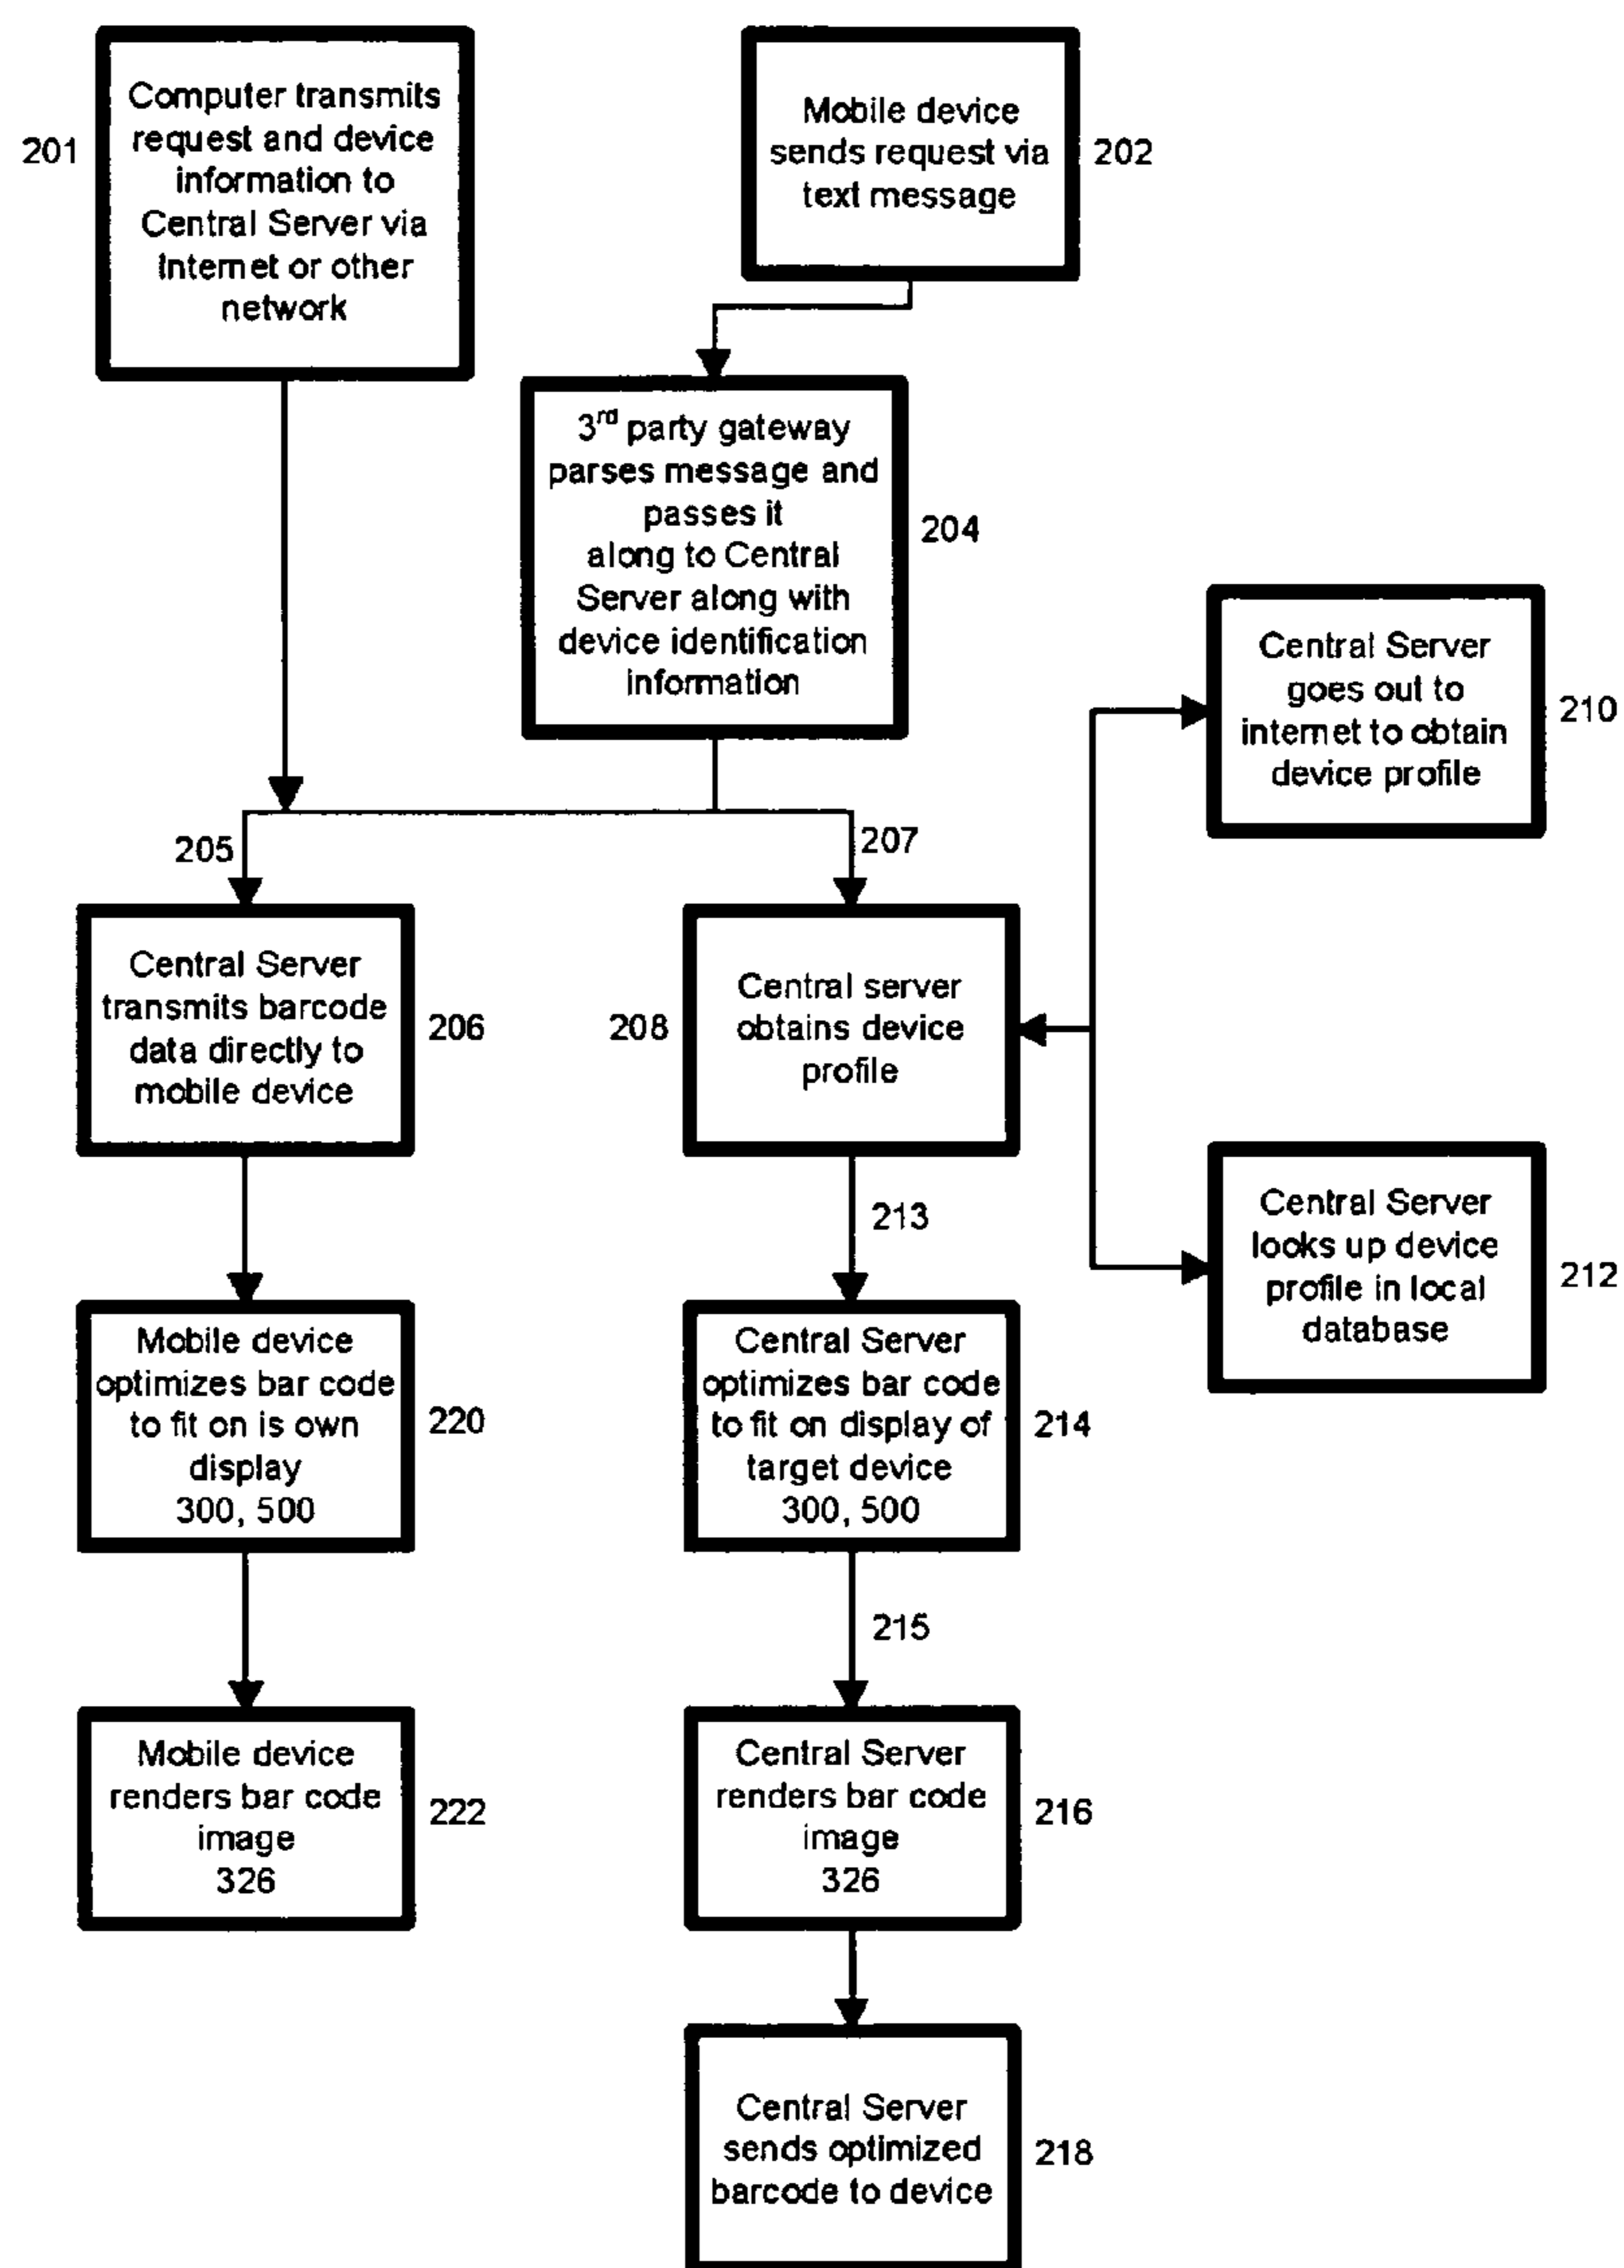 201
Computer transmits
request and device
information to
Central Server via
Internet or other
network
Mobile device
sends request via
text message
202
3rd party gateway
parses message and
passes it
along to Central
Server along with
device identification
information
204
Central Server
goes out to
internet to obtain
device profile
210
205
207
Central Server
transmits barcode
data directly to
mobile device
206
208
Central server
obtains device
profile
Central Server
looks up device
profile in local
database
212
213
Mobile device
optimizes bar code
to fit on is own
display
300, 500
220
Central Server
optimizes bar code
to fit on display of
target device
300, 500
214
215
Mobile device
renders bar code
image
326
222
Central Server
renders bar code
image
326
216
Central Server
sends optimized
barcode to device
218